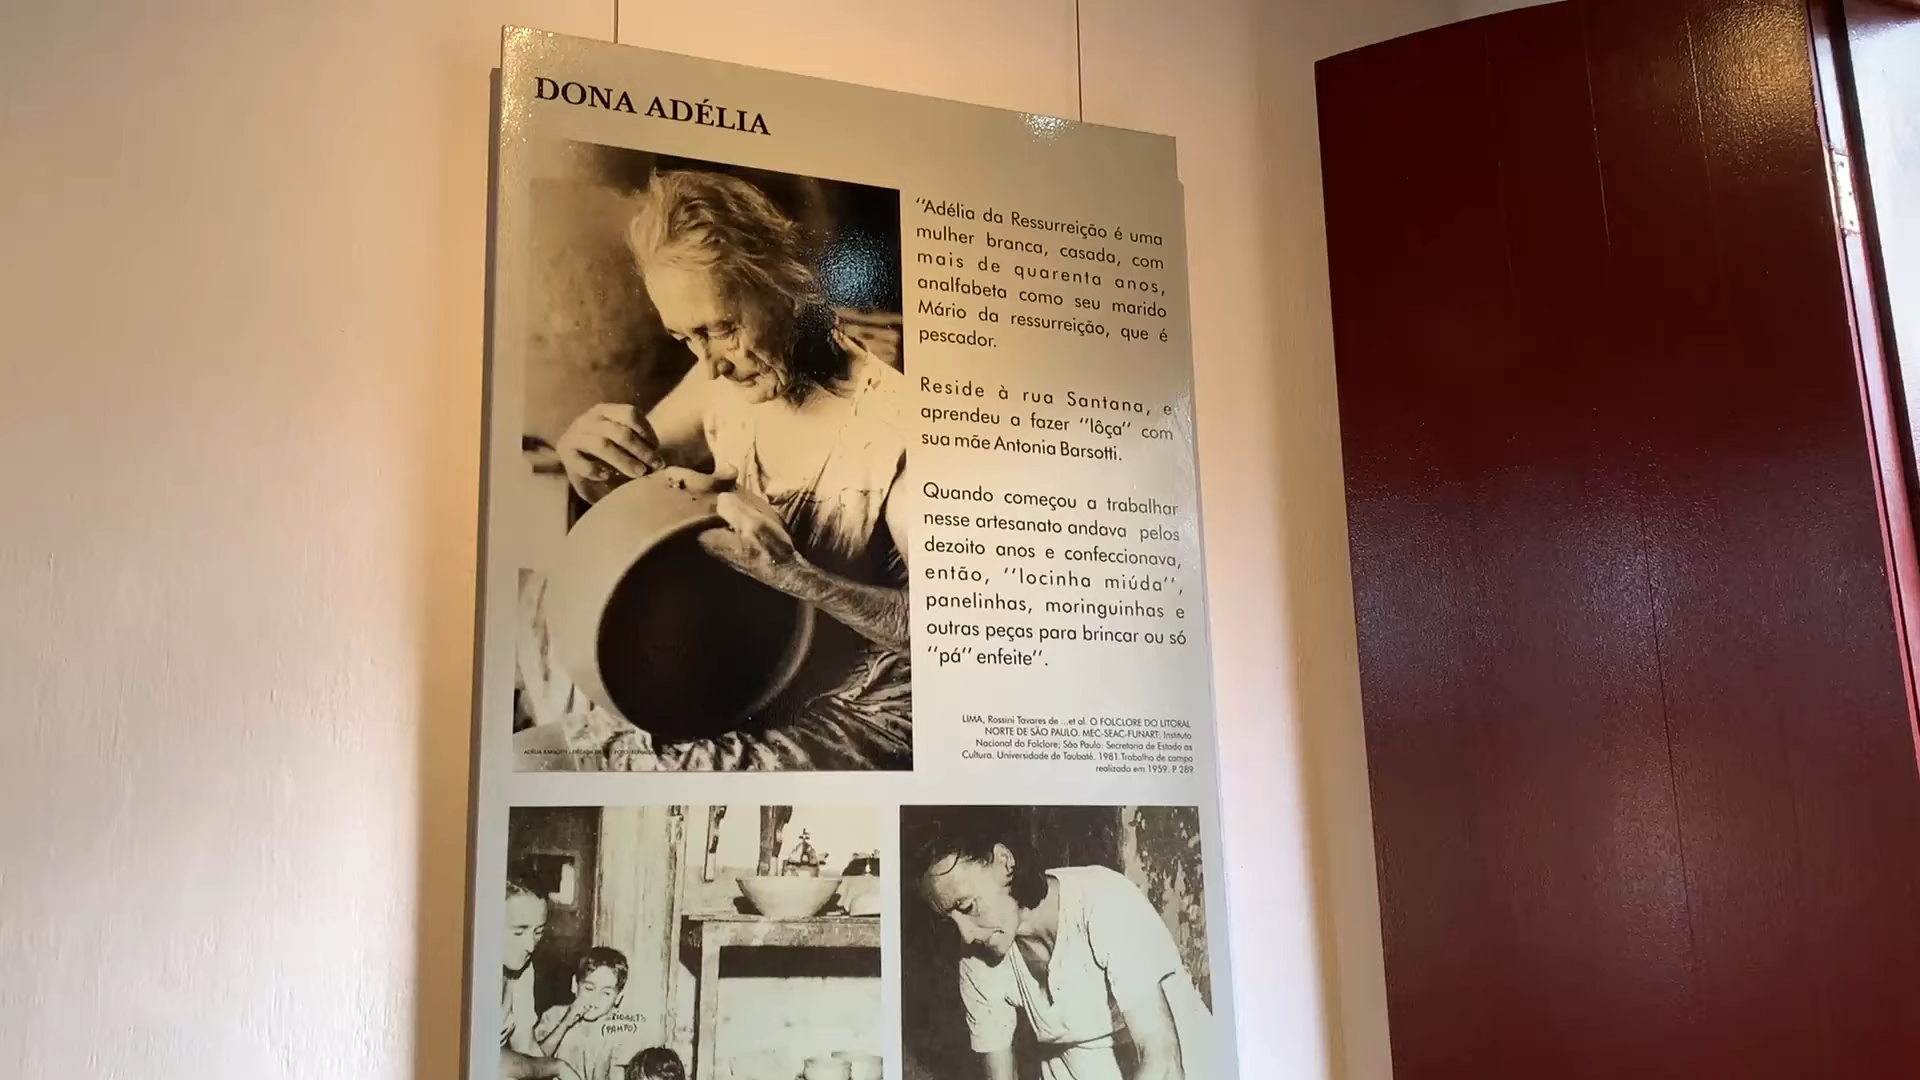 DONA ADÉLIA
‘‘Adélia da Ressurreição é uma
mulher branca, casada, com
mais de quarenta anos,
analfabeta como seu marido
Mário da ressurreição, que é
pescador.
Reside à rua Santana, e
aprendeu a fazer ‘‘lôça’’ com
sua mãe Antonia Barsotti.
Quando começou a trabalhar
nesse artesanato andava pelos
dezoito anos e confeccionava,
então, ‘‘locinha miúda’’,
panelinhas, moringuinhas e
outras peças para brincar ou só
‘‘pá’’ enfeite’’.
LIMA, Rossini Tavares de ...et al. O FOLCLORE DO LITORAL
NORTE DE SÃO PAULO. MEC-SEAC-FUNART: Instituto
Nacional do Folclore; São Paulo: Secretaria de Estado as
Cultura. Universidade de Taubaté. 1981.Trabalho de campo
realizado em 1959. P 289
(PAMPO)